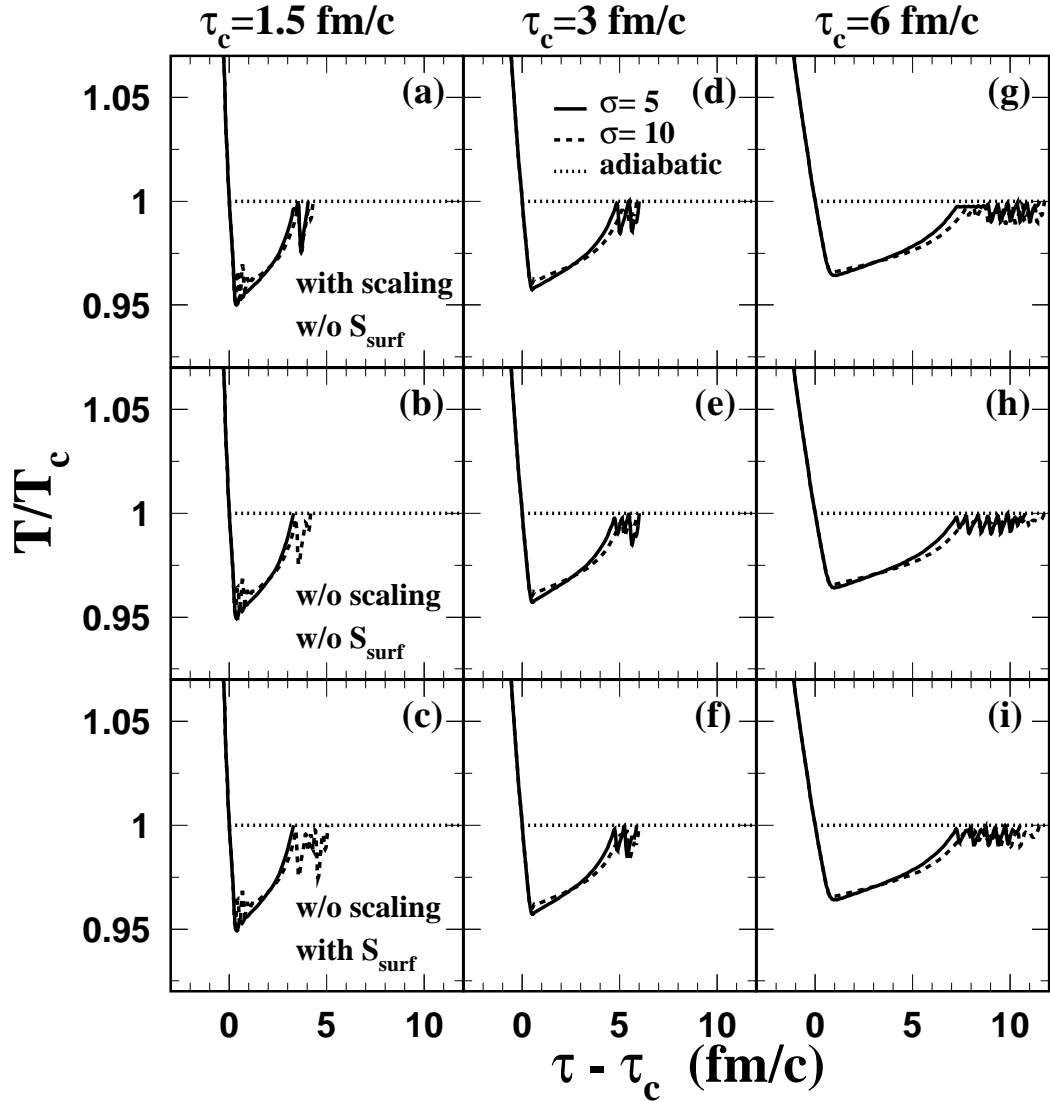 τc=1.5 fm/c τc=3 fm/c τc=6 fm/c
(a) (d) (g)
σ= 5
σ= 10
adiabatic
1.05
1
0.95
with scaling
w/o Ssurf
(b) (e) (h)
1.05
1
0.95
w/o scaling
w/o Ssurf
(c) (f) (i)
1.05
1
0.95
w/o scaling
with Ssurf
T/Tc
0 5 10 0 5 10 0 5 10
τ - τc (fm/c)